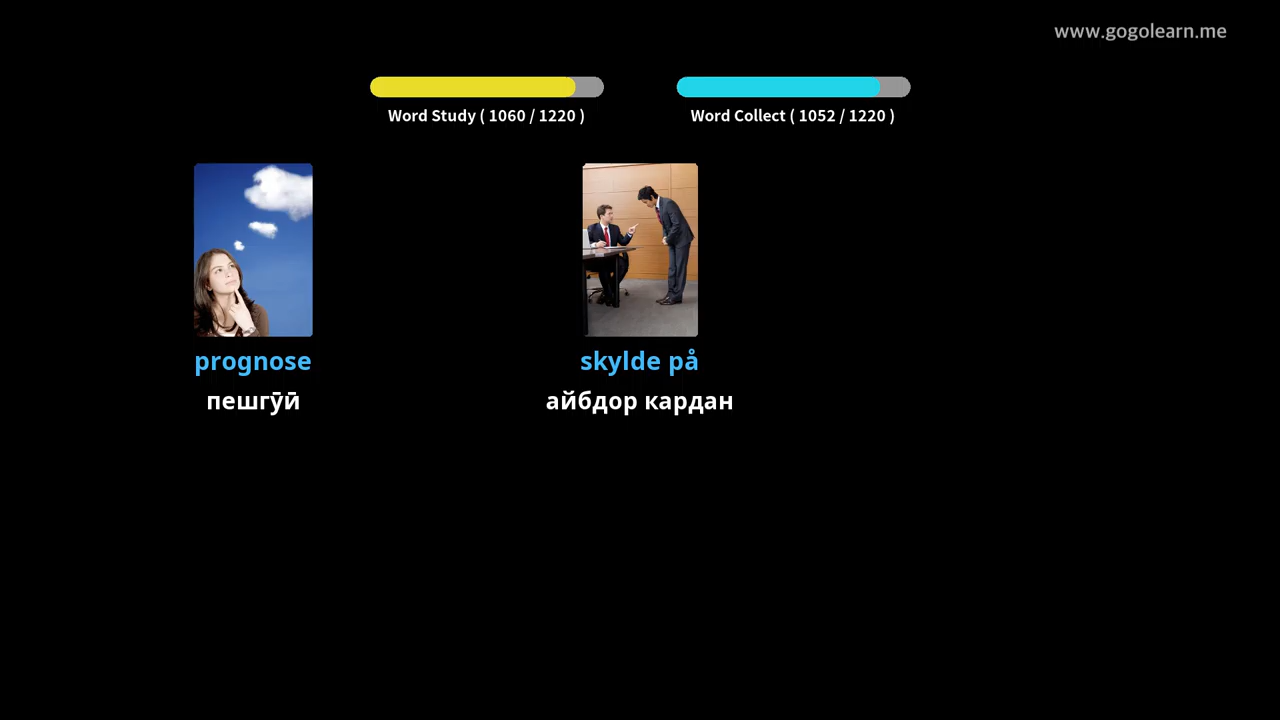 www.gogolearn.me
Word Study ( 1060 / 1220 )
Word Collect ( 1052 / 1220 )
prognose
skylde på
пешгӯӣ
айбдор кардан